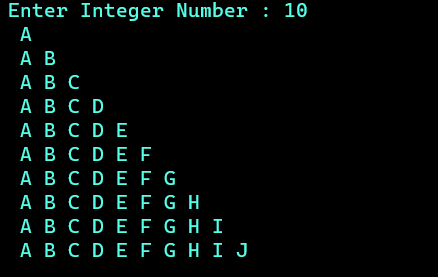 Enter Integer Number : 10
A
A B
A B C
A B C D
A B C D E
A B C D E F
A B C D E F G
A B C D E F G H
A B C D E F G H I
A B C D E F G H I J